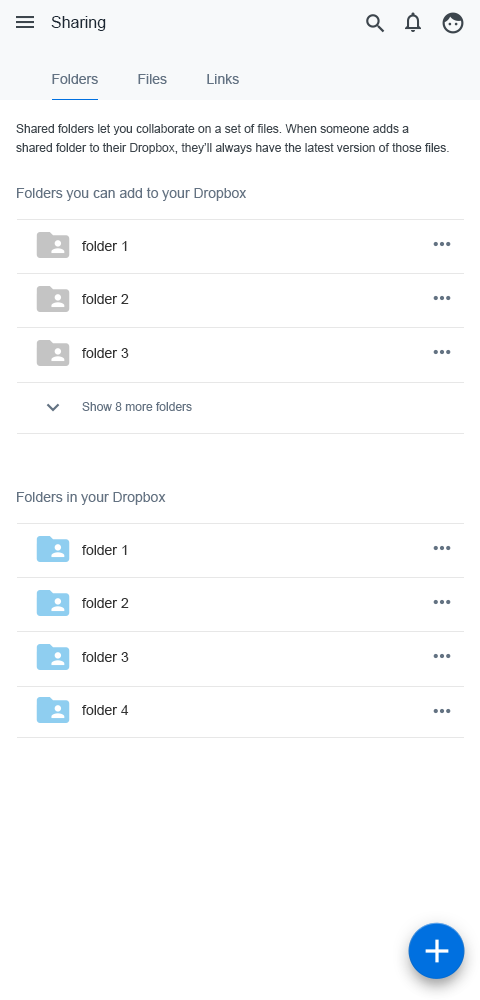 Sharing
Folders
Files
Links
Shared folders let you collaborate on a set of files. When someone adds a
shared folder to their Dropbox, they'll always have the latest version of those files.
Folders you can add to your Dropbox
folder 1
folder 2
folder 3
Show 8 more folders
Folders in your Dropbox
folder 1
folder 2
folder 3
folder 4